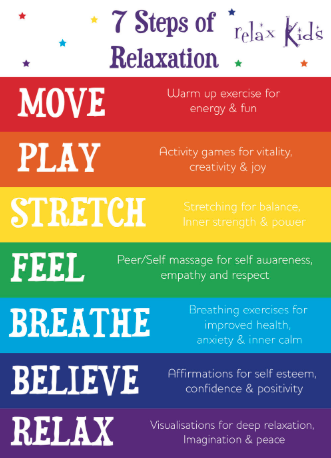 7 Steps of
Relaxation
relax Kids
MOVE
Warm up exercise for
energy & fun
PLAY
Activity games for vitality,
creativity & joy
STRETCH
Stretching for balance,
Inner strength & power
FEEL
Peer/Self massage for self awareness,
empathy and respect
BREATHE
Breathing exercises for
improved health,
anxiety & inner calm
BELIEVE
Affirmations for self esteem,
confidence & positivity
RELAX
Visualisations for deep relaxation,
Imagination & peace